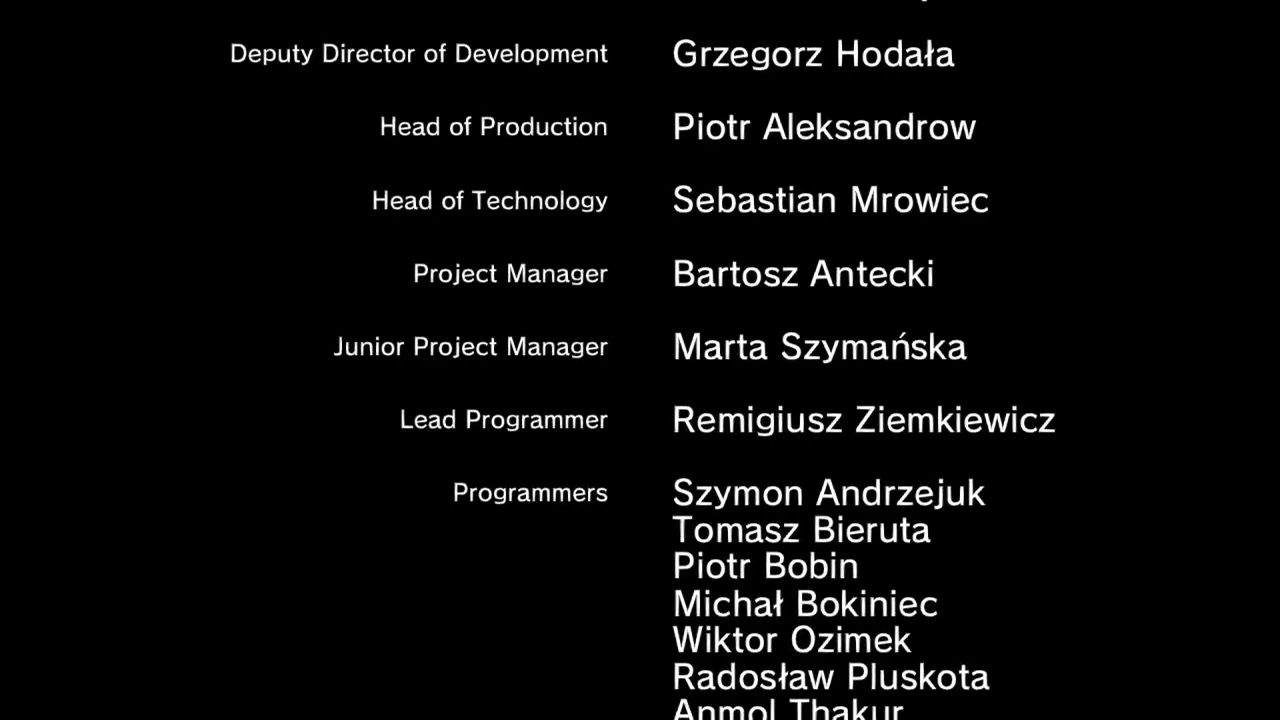 Deputy Director of Development Grzegorz Hodała
Head of Production Piotr Aleksandrow
Head of Technology Sebastian Mrowiec
Project Manager Bartosz Antecki
Junior Project Manager Marta Szymańska
Lead Programmer Remigiusz Ziemkiewicz
Programmers Szymon Andrzejuk
Tomasz Bieruta
Piotr Bobin
Michał Bokiniec
Wiktor Ozimek
Radosław Pluskota
Anmol Thakur